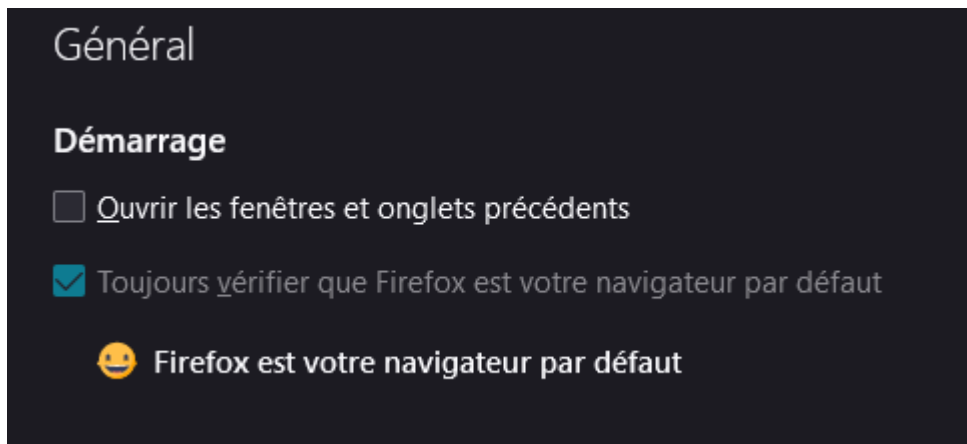 Général
Démarrage
Ouvrir les fenêtres et onglets précédents
Toujours vérifier que Firefox est votre navigateur par défaut
Firefox est votre navigateur par défaut